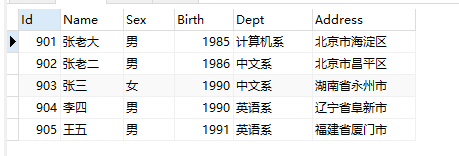 Id Name Sex Birth Dept Address
901 张老大 男 1985 计算机系 北京市海淀区
902 张老二 男 1986 中文系 北京市昌平区
903 张三 女 1990 中文系 湖南省永州市
904 李四 男 1990 英语系 辽宁省阜新市
905 王五 男 1991 英语系 福建省厦门市